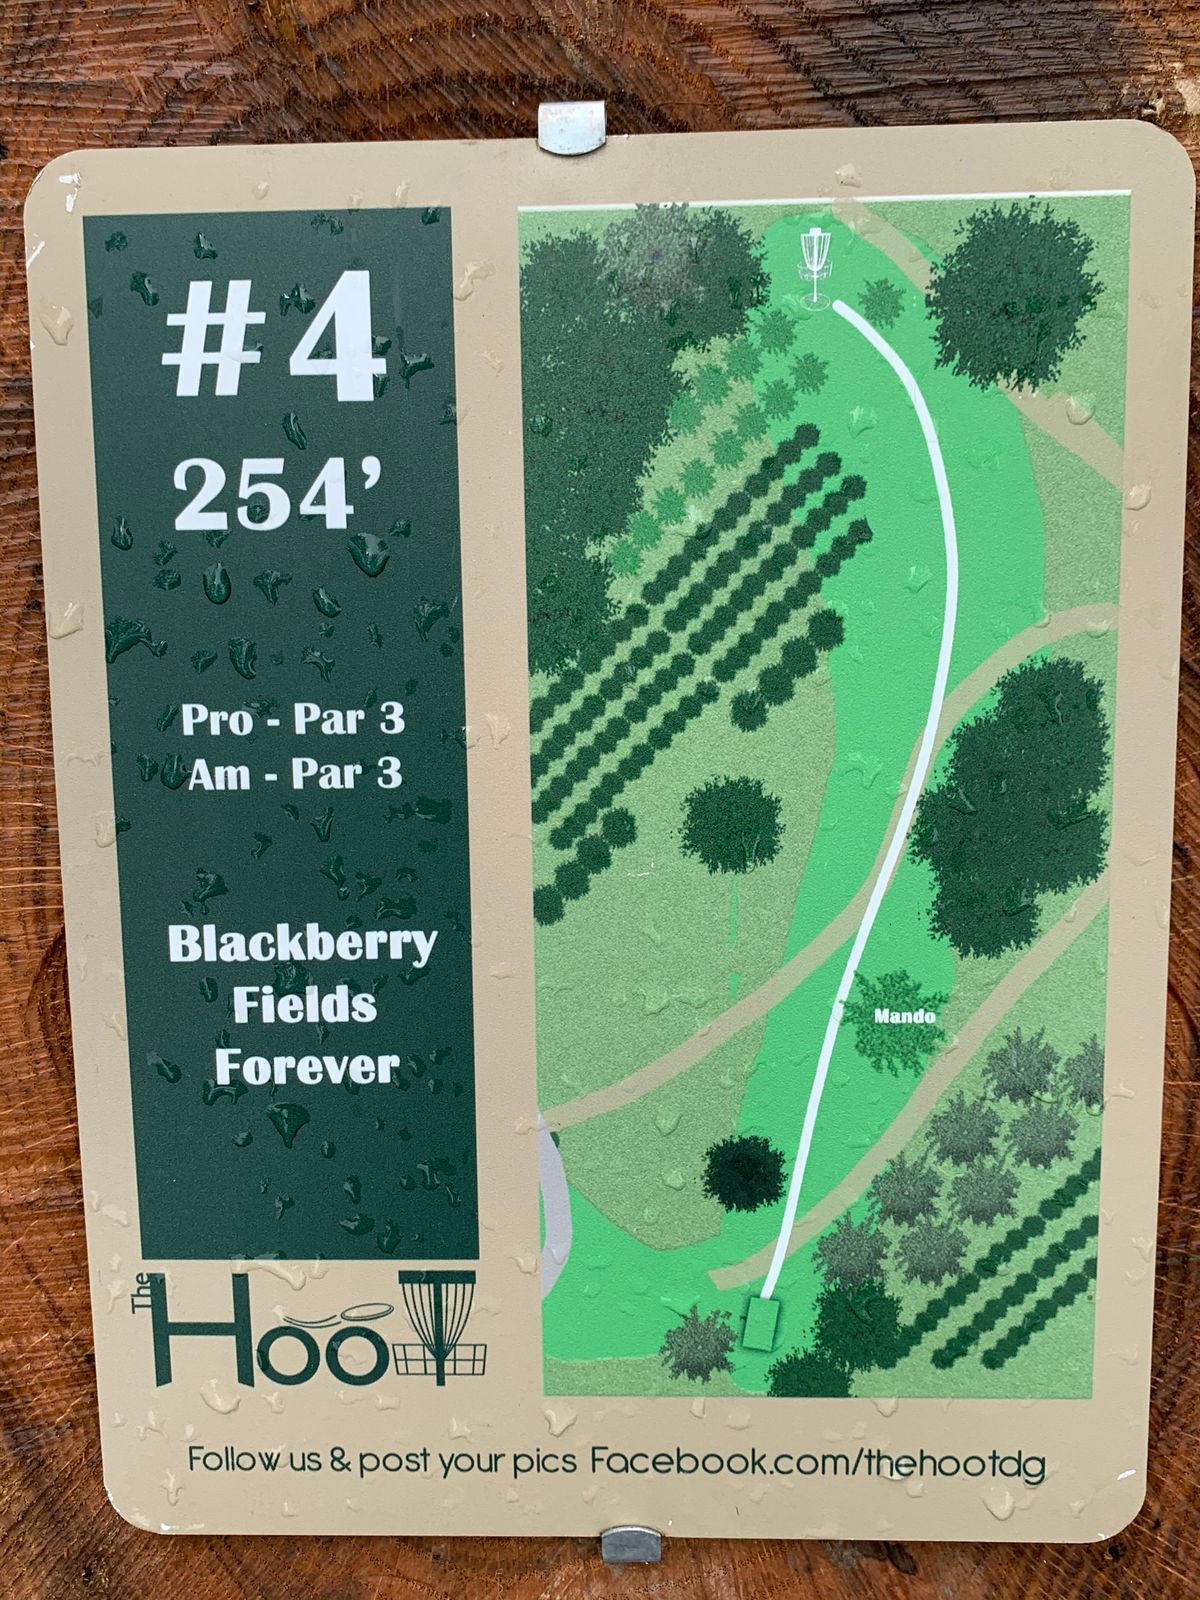 #4
254’
Pro - Par 3
Am - Par 3
Blackberry
Fields
Forever
Mando
The HooT
Follow us & post your pics Facebook.com/thehootdg